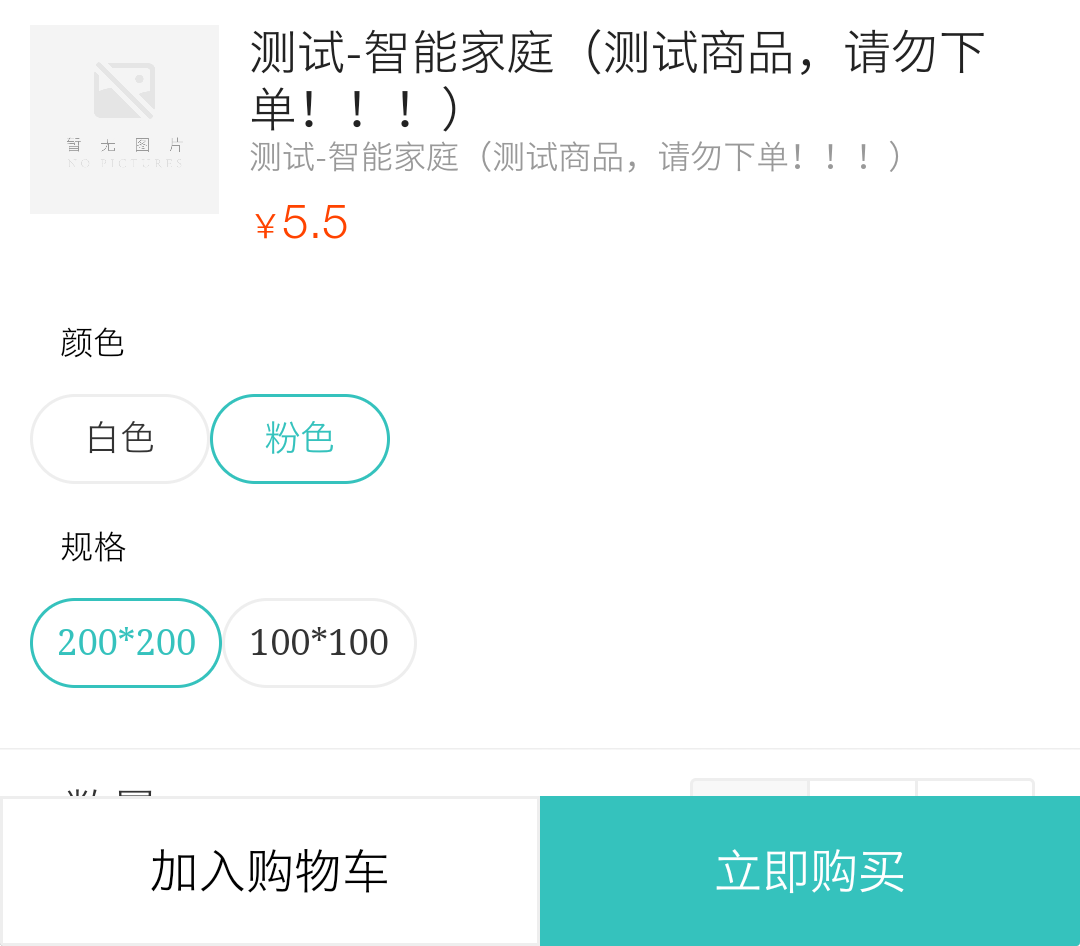 测试-智能家庭（测试商品，请勿下
单！！！）
测试-智能家庭（测试商品，请勿下单！！！）
暂 无 图 片
NO PICTURES
¥5.5
颜色
白色 粉色
规格
200*200 100*100
加入购物车 立即购买